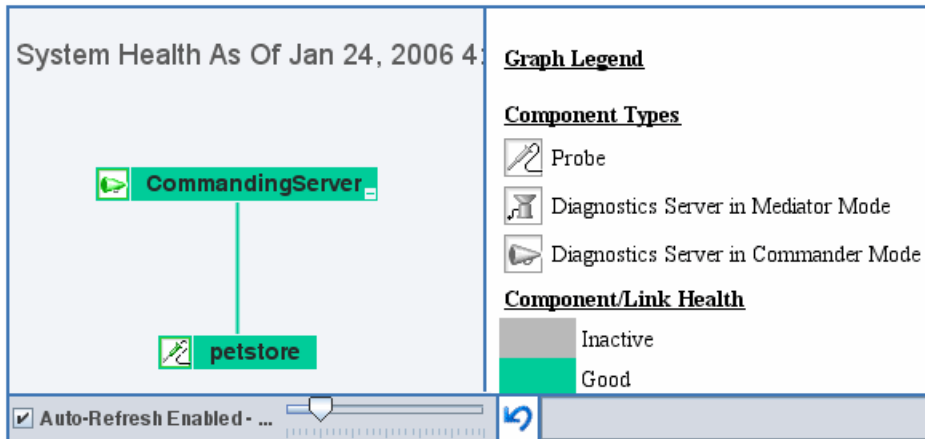 System Health As Of Jan 24, 2006 4:
CommandingServer
petstore
Auto-Refresh Enabled - ...
Graph Legend
Component Types
Probe
Diagnostics Server in Mediator Mode
Diagnostics Server in Commander Mode
Component/Link Health
Inactive
Good